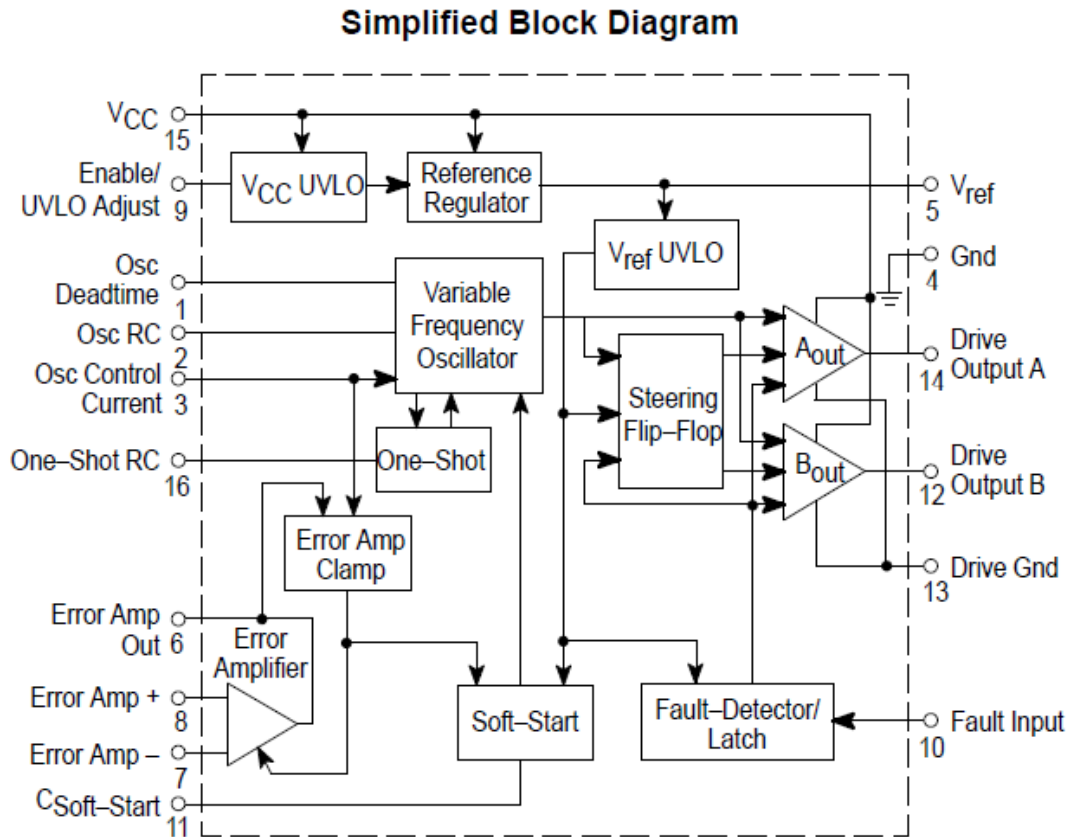 Simplified Block Diagram
VCC
15
Enable/
UVLO Adjust
9
VCC UVLO
Reference
Regulator
Vref
5
Vref UVLO
Gnd
4
Osc
Deadtime
1
Osc RC
2
Osc Control
Current
3
One–Shot RC
16
Variable
Frequency
Oscillator
One–Shot
Steering
Flip–Flop
Aout
Drive
Output A
14
Bout
Drive
Output B
12
Drive Gnd
13
Error Amp
Clamp
Error Amp
Out
6
Error
Amplifier
Error Amp +
8
Error Amp –
7
CSoft–Start
11
Soft–Start
Fault–Detector/
Latch
Fault Input
10